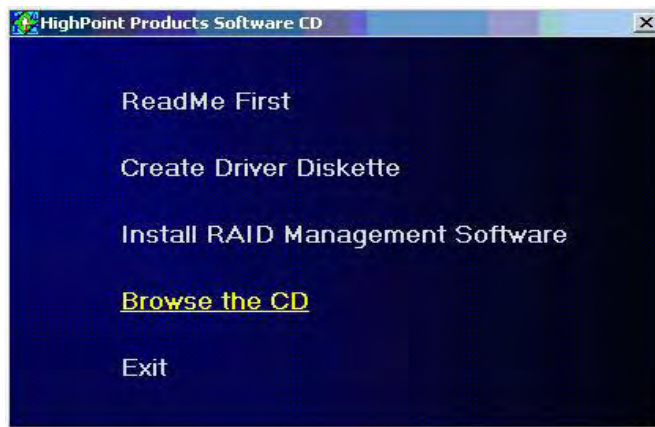 HighPoint Products Software CD
ReadMe First
Create Driver Diskette
Install RAID Management Software
Browse the CD
Exit